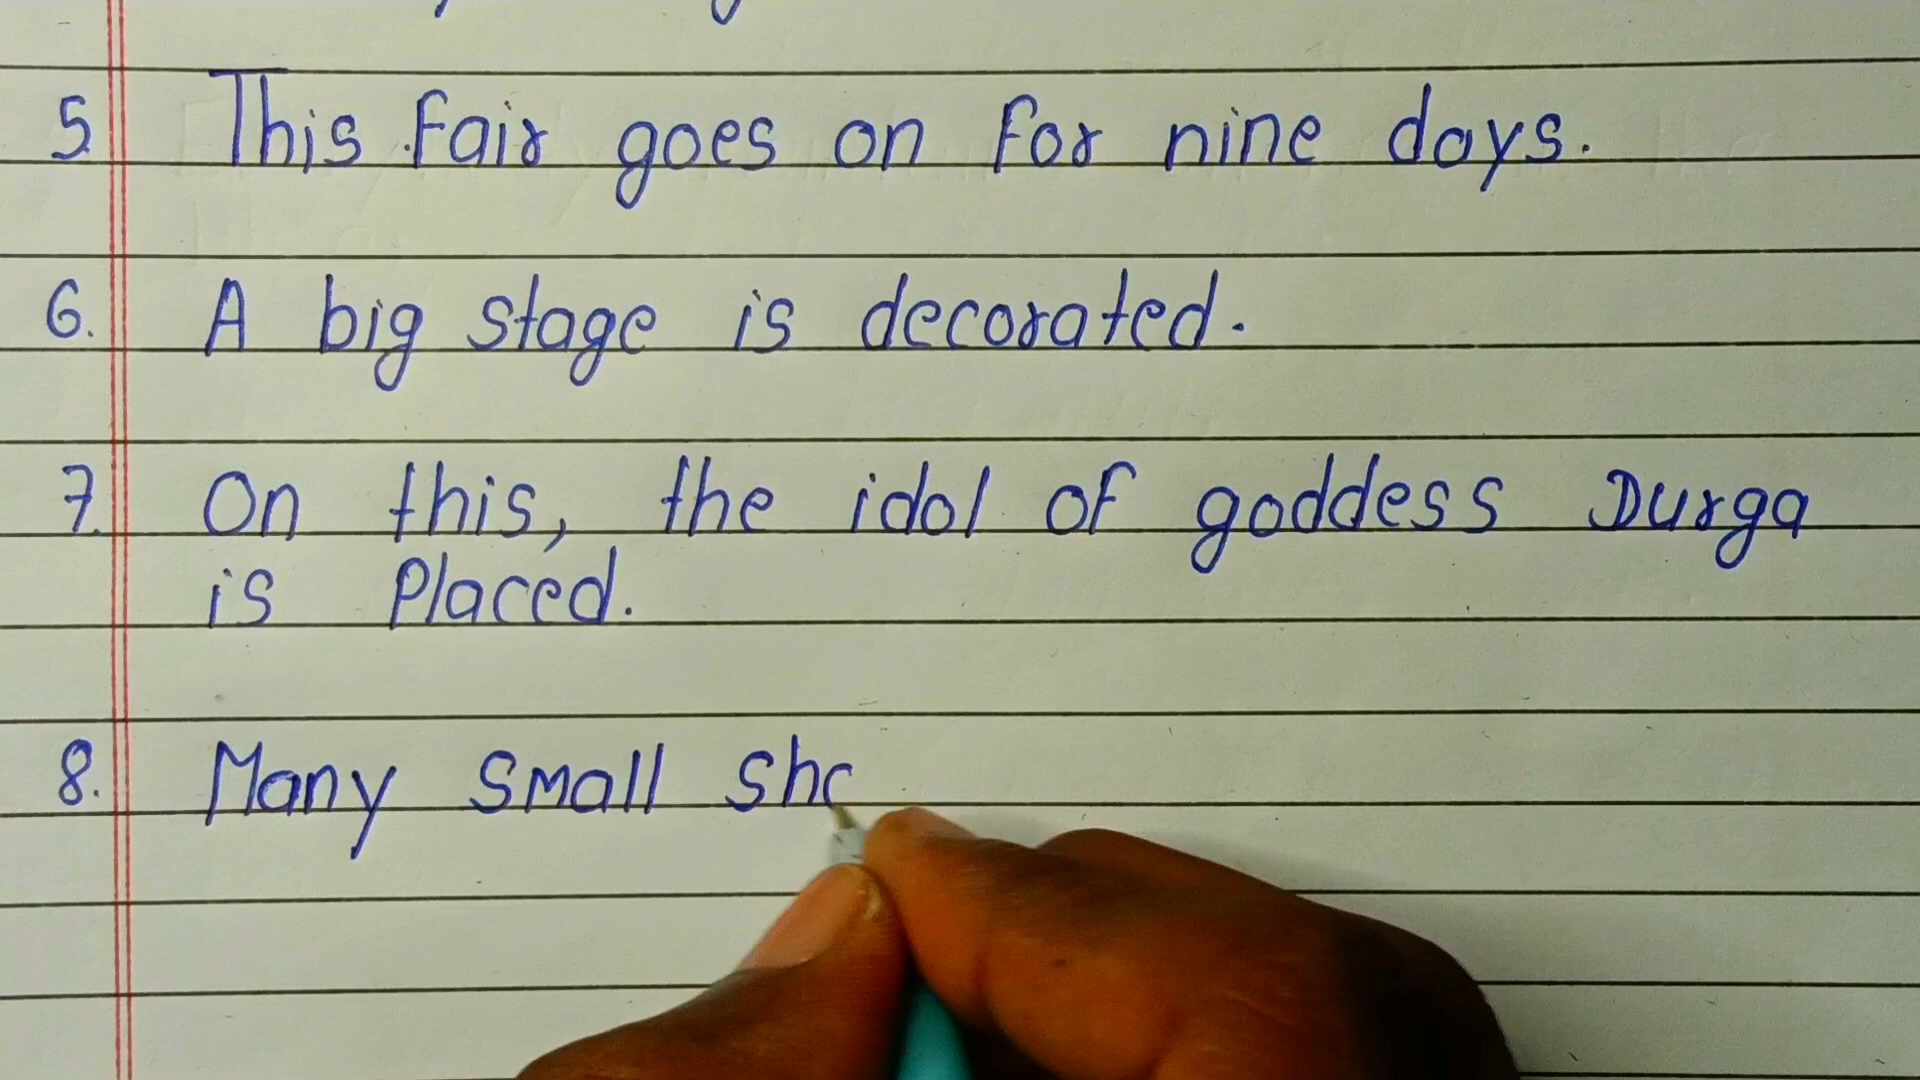 5. This fair goes on for nine days.
6. A big stage is decorated.
7. On this, the idol of goddess Durga
is Placed.
8. Many small